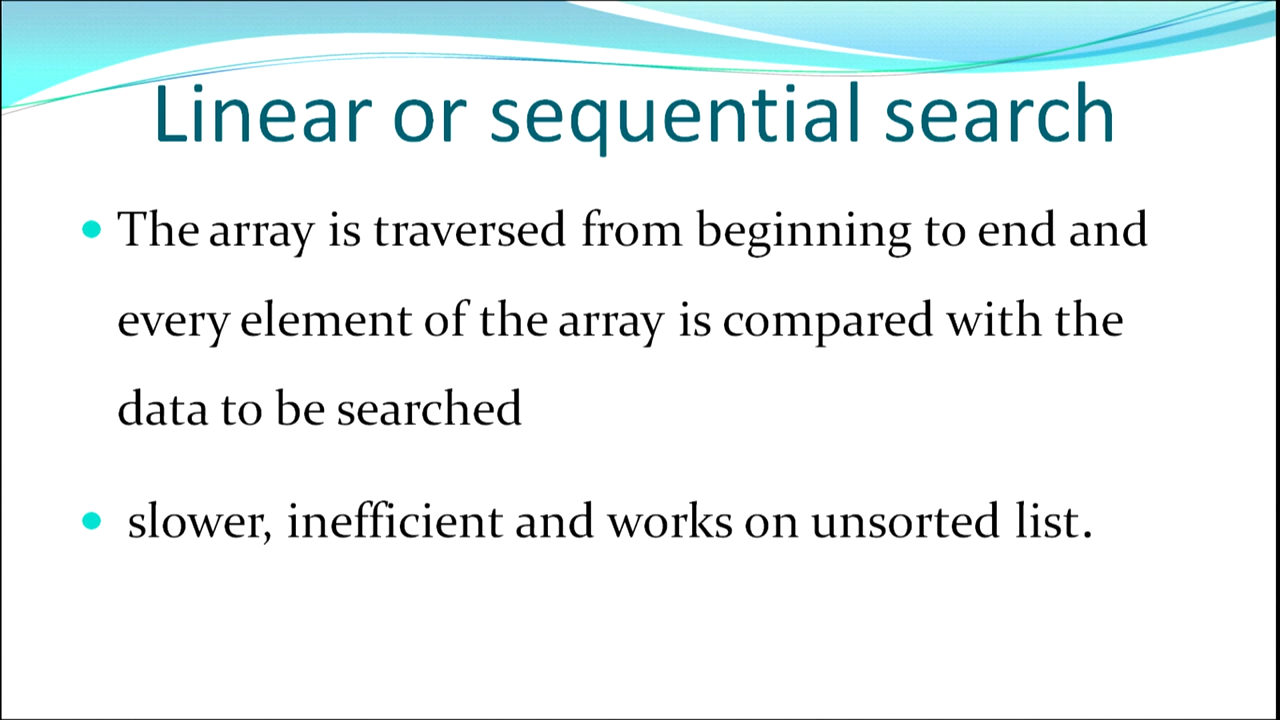 Linear or sequential search
• The array is traversed from beginning to end and
every element of the array is compared with the
data to be searched
• slower, inefficient and works on unsorted list.